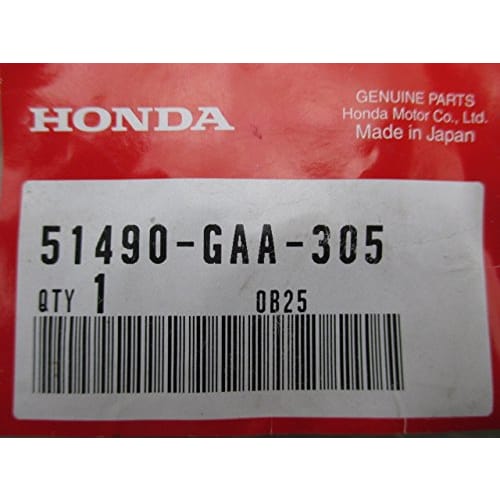 HONDA
GENUINE PARTS
Honda Motor Co., Ltd.
Made in Japan
51490-GAA-305
QTY 1 0B25